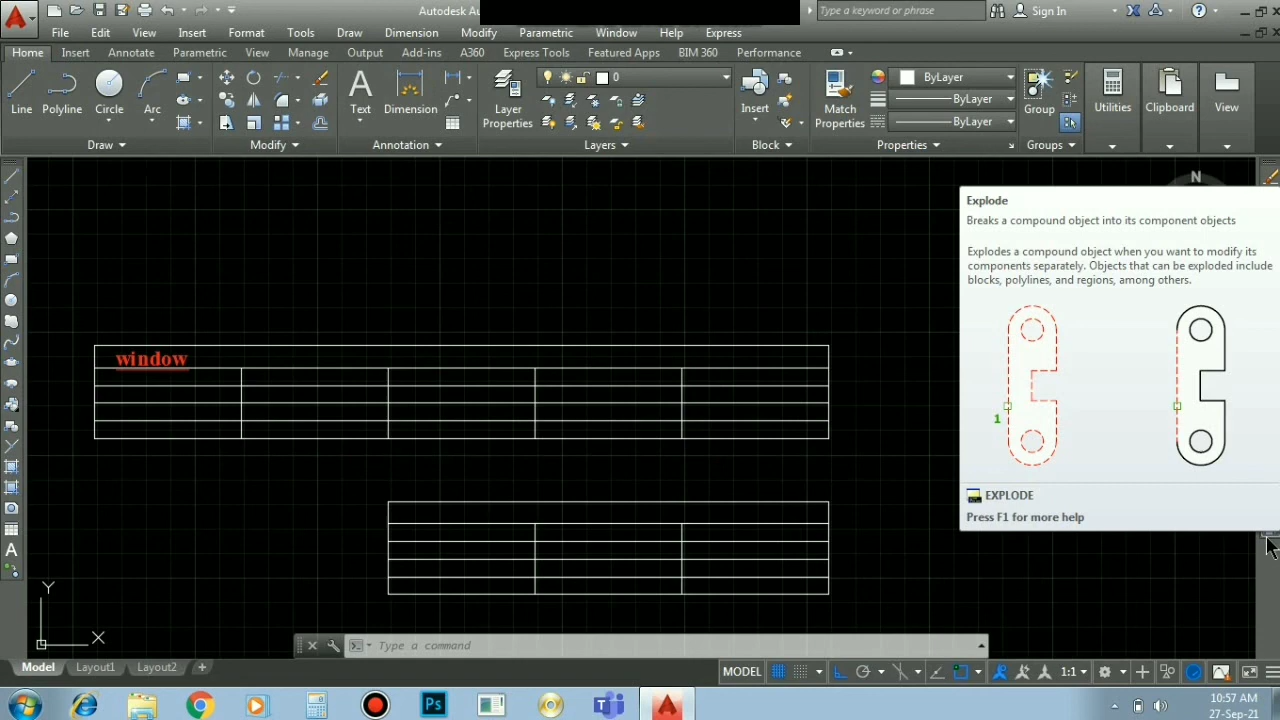 Autodesk Au
Type a keyword or phrase
Sign In
File Edit View Insert Format Tools Draw Dimension Modify Parametric Window Help Express
Home Insert Annotate Parametric View Manage Output Add-ins A360 Express Tools Featured Apps BIM 360 Performance
Line Polyline Circle Arc
Text Dimension
Layer Properties
0
Insert
Match Properties
ByLayer
ByLayer
ByLayer
Group
Utilities
Clipboard
View
Draw Modify Annotation Layers Block Properties Groups
N
Explode
Breaks a compound object into its component objects
Explodes a compound object when you want to modify its
components separately. Objects that can be exploded include
blocks, polylines, and regions, among others.
1
EXPLODE
Press F1 for more help
window
Y
X
Type a command
Model Layout1 Layout2 +
MODEL 1:1
Ps
10:57 AM
27-Sep-21